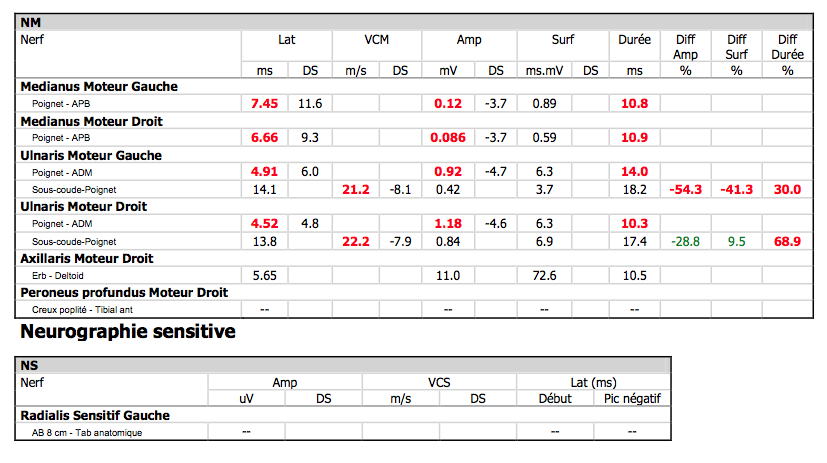 NM
Nerf Lat VCM Amp Surf Durée Diff Amp Diff Surf Diff Durée
ms DS m/s DS mV DS ms.mV DS ms % % %
Medianus Moteur Gauche
Poignet - APB 7.45 11.6 0.12 -3.7 0.89 10.8
Medianus Moteur Droit
Poignet - APB 6.66 9.3 0.086 -3.7 0.59 10.9
Ulnaris Moteur Gauche
Poignet - ADM 4.91 6.0 0.92 -4.7 6.3 14.0
Sous-coude-Poignet 14.1 21.2 -8.1 0.42 3.7 18.2 -54.3 -41.3 30.0
Ulnaris Moteur Droit
Poignet - ADM 4.52 4.8 1.18 -4.6 6.3 10.3
Sous-coude-Poignet 13.8 22.2 -7.9 0.84 6.9 17.4 -28.8 9.5 68.9
Axillaris Moteur Droit
Erb - Deltoid 5.65 11.0 72.6 10.5
Peroneus profundus Moteur Droit
Creux poplité - Tibial ant -- -- -- --
Neurographie sensitive
NS
Nerf Amp VCS Lat (ms)
uV DS m/s DS Début Pic négatif
Radialis Sensitif Gauche
AB 8 cm - Tab anatomique -- -- --